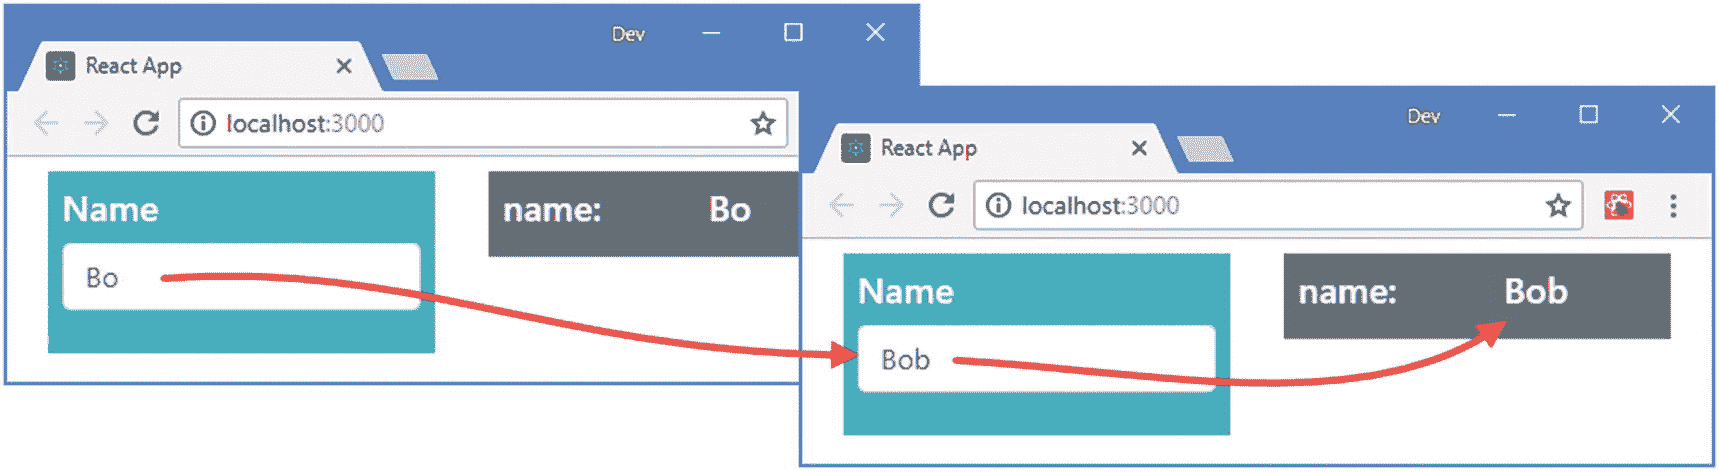 Dev
React App
localhost:3000
Name
name: Bo
Bo
Dev
React App
localhost:3000
Name
name: Bob
Bob